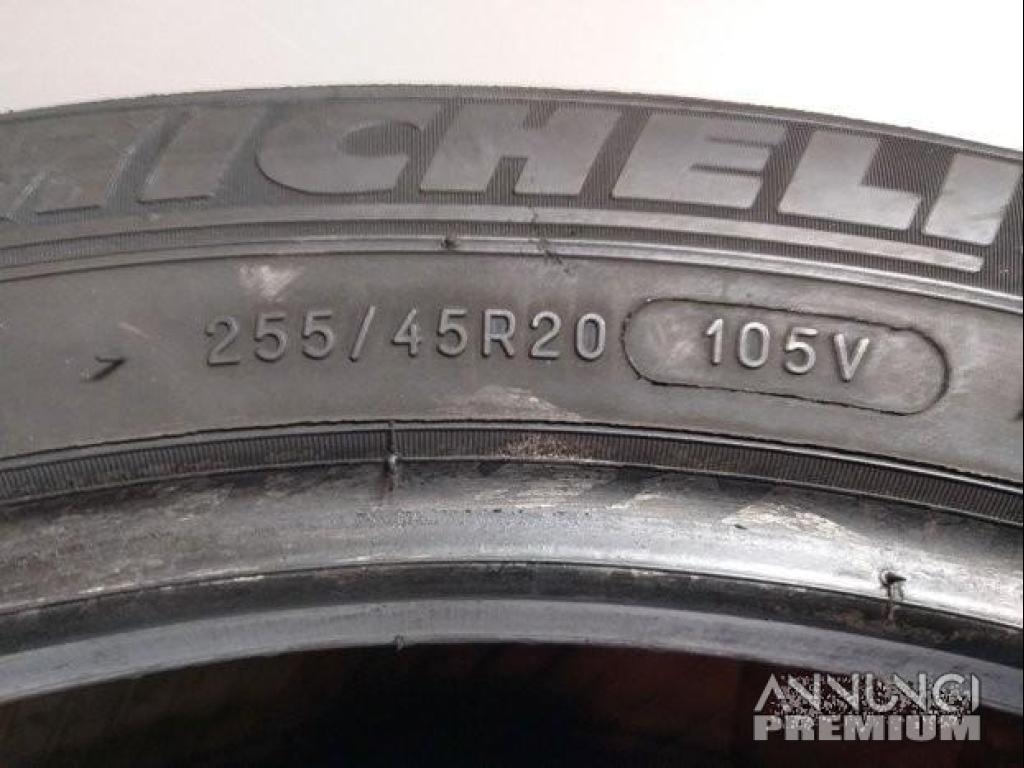 MICHELI
255/45R20 105V
ANNUNCI
PREMIUM